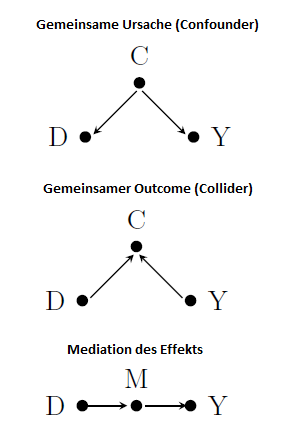 Gemeinsame Ursache (Confounder)
C
D Y
Gemeinsamer Outcome (Collider)
C
D Y
Mediation des Effekts
M
D Y